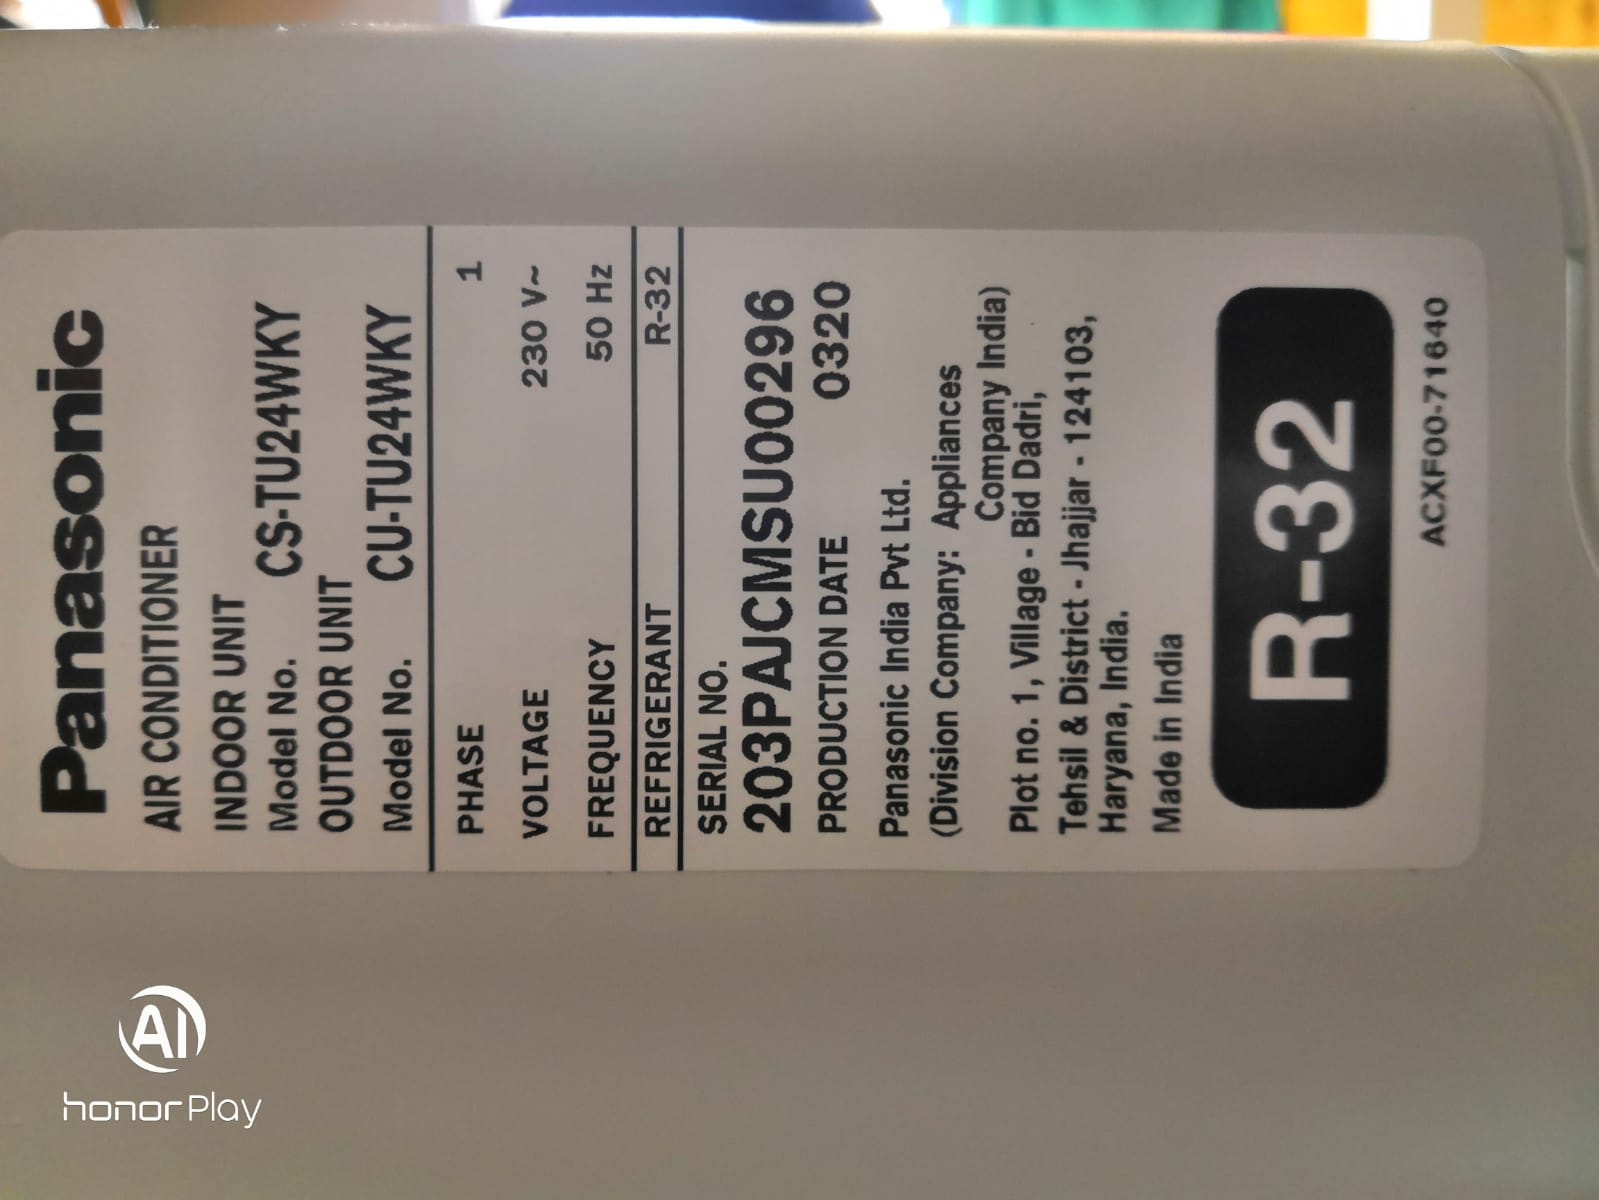 Panasonic
AIR CONDITIONER
INDOOR UNIT
Model No. CS-TU24WKY
OUTDOOR UNIT
Model No. CU-TU24WKY
PHASE 1
VOLTAGE 230 V~
FREQUENCY 50 Hz
REFRIGERANT R-32
SERIAL NO.
203PAJCMSU00296
PRODUCTION DATE 0320
Panasonic India Pvt Ltd.
(Division Company: Appliances
Company India)
Plot no. 1, Village - Bid Dadri,
Tehsil & District - Jhajjar - 124103,
Haryana, India.
Made in India
R-32
ACXF00-71640
AI
honor Play